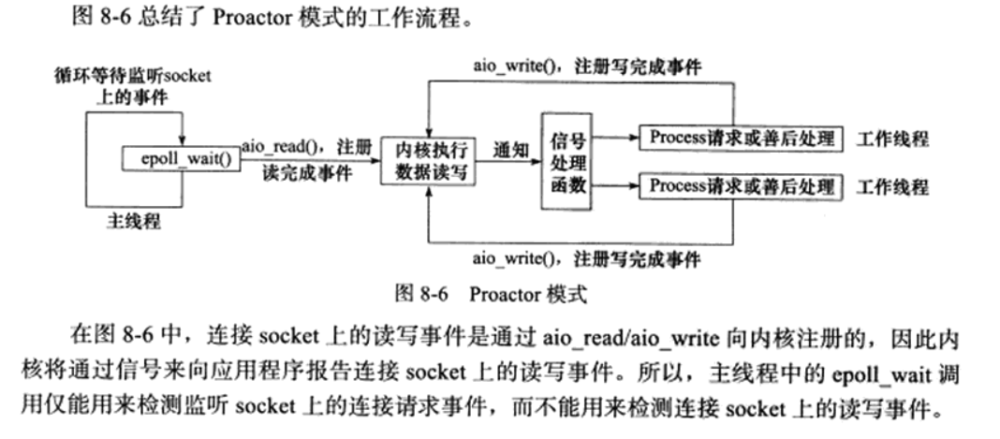 图 8-6 总结了 Proactor 模式的工作流程。
aio_write(),注册写完成事件
循环等待监听socket
上的事件
epoll_wait()
主线程
aio_read(),注册
读完成事件
内核执行
数据读写
通知
信号
处理
函数
Process请求或善后处理
工作线程
Process请求或善后处理
工作线程
aio_write(),注册写完成事件
图 8-6 Proactor 模式
在图 8-6 中,连接 socket 上的读写事件是通过 aio_read/aio_write 向内核注册的,因此内
核将通过信号来向应用程序报告连接 socket 上的读写事件。所以,主线程中的 epoll_wait 调
用仅能用来检测监听 socket 上的连接请求事件,而不能用来检测连接 socket 上的读写事件。